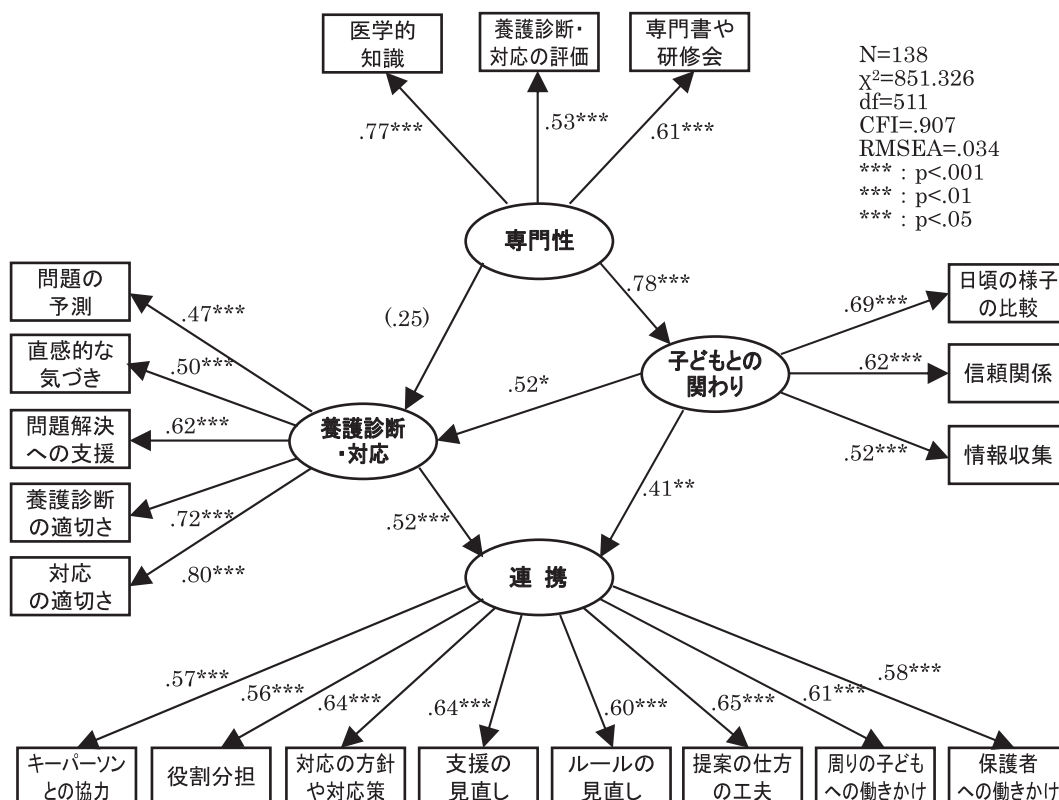 医学的
知識
養護診断・
対応の評価
専門書や
研修会
N=138
χ²=851.326
df=511
CFI=.907
RMSEA=.034
*** : p<.001
*** : p<.01
*** : p<.05
.77***
.53***
.61***
専門性
問題の
予測
直感的な
気づき
問題解決
への支援
養護診断
の適切さ
対応
の適切さ
.47***
.50***
.62***
.72***
.80***
(.25)
.78***
養護診断
・対応
.52*
子どもとの
関わり
.69***
.62***
.52***
日頃の様子
の比較
信頼関係
情報収集
.52***
.41**
連 携
.57***
.56***
.64***
.64***
.60***
.65***
.61***
.58***
キーパーソン
との協力
役割分担
対応の方針
や対応策
支援の
見直し
ルールの
見直し
提案の仕方
の工夫
周りの子ども
への働きかけ
保護者
への働きかけ